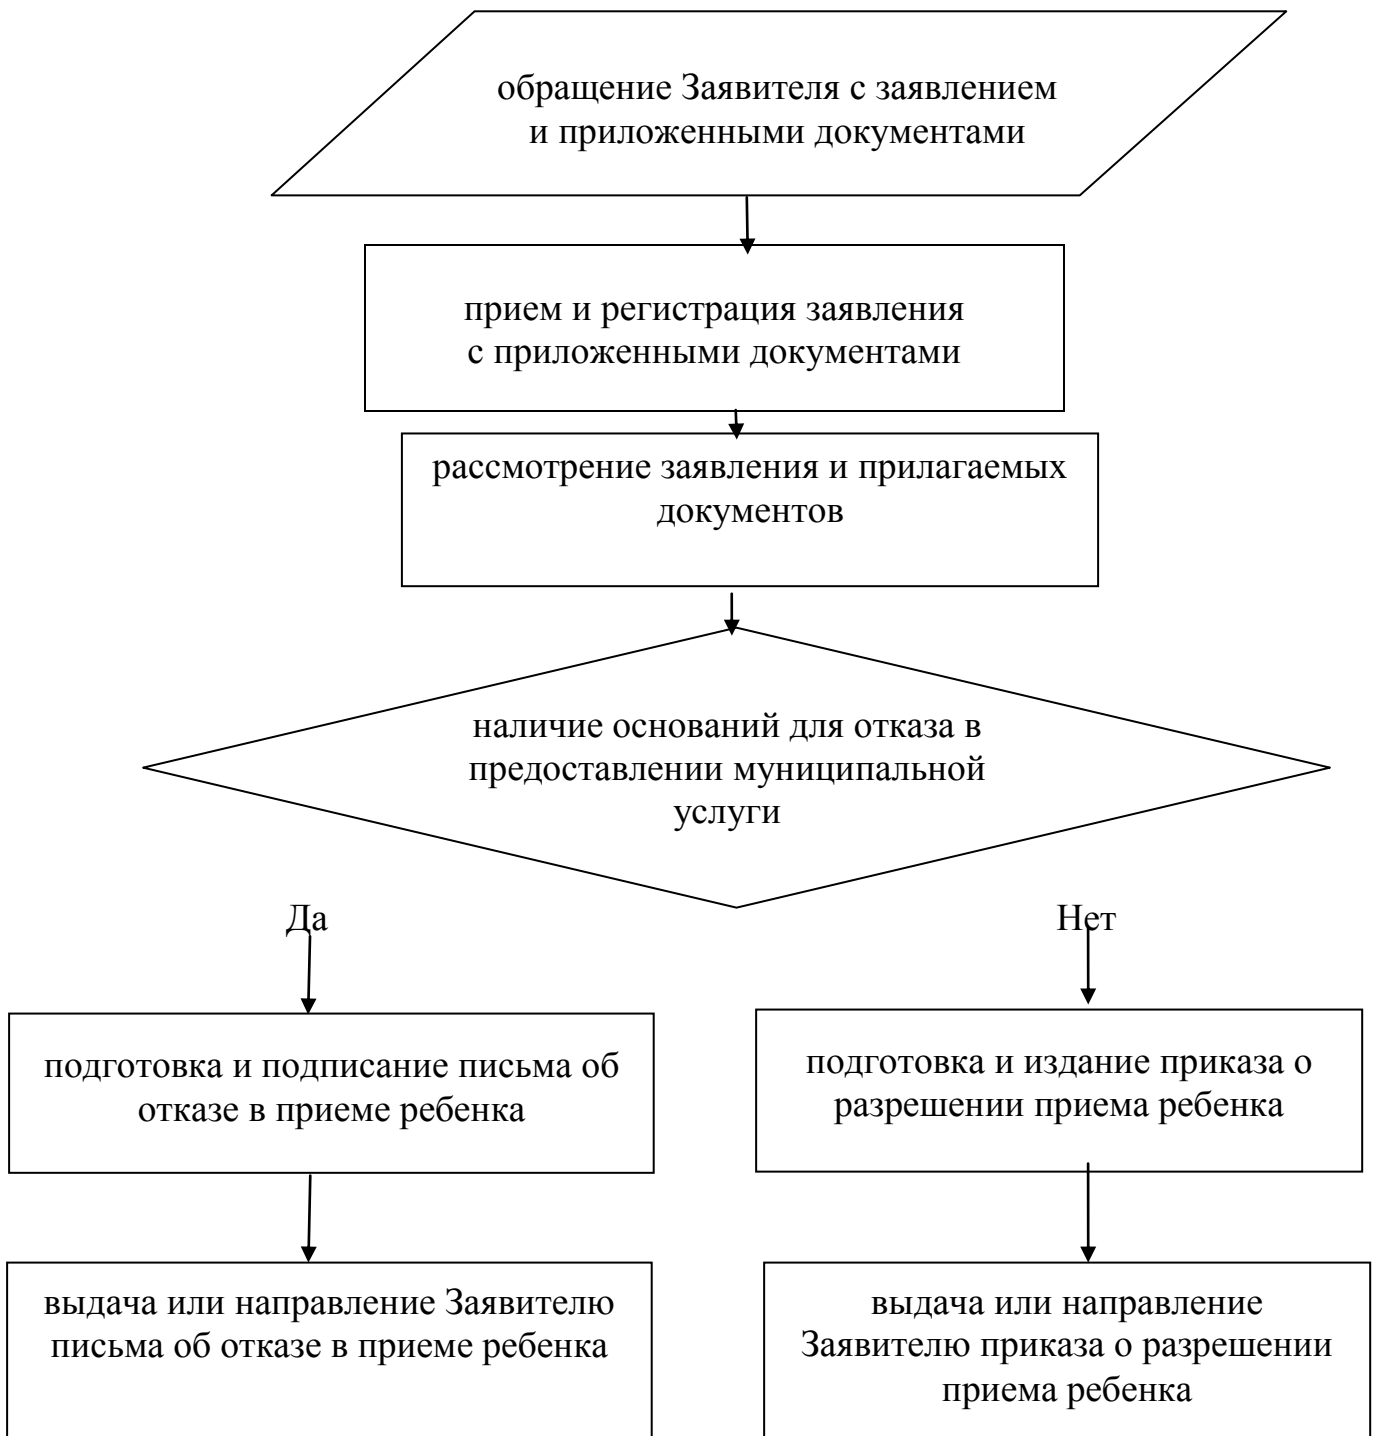 обращение Заявителя с заявлением
и приложенными документами
прием и регистрация заявления
с приложенными документами
рассмотрение заявления и прилагаемых
документов
наличие оснований для отказа в
предоставлении муниципальной
услуги
Да
Нет
подготовка и подписание письма об
отказе в приеме ребенка
подготовка и издание приказа о
разрешении приема ребенка
выдача или направление Заявителю
письма об отказе в приеме ребенка
выдача или направление
Заявителю приказа о разрешении
приема ребенка